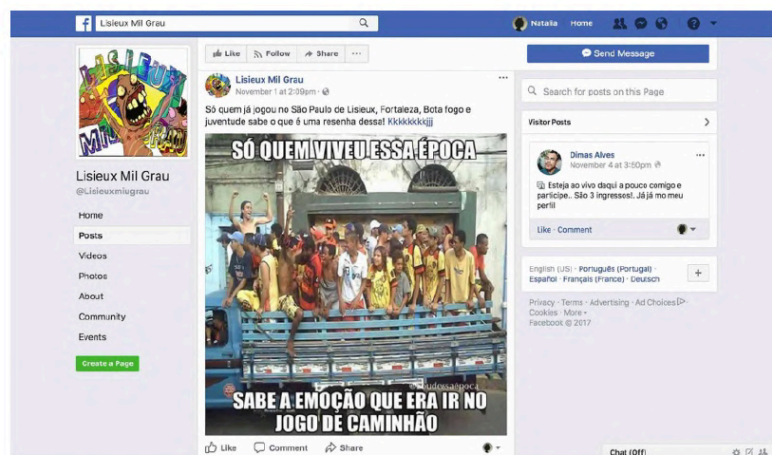 Lisieux Mil Grau
Natalia Home
Like Follow Share
Send Message
Lisieux Mil Grau
November 1 at 2:09pm
Só quem já jogou no São Paulo de Lisieux, Fortaleza, Bota fogo e
juventude sabe o que é uma resenha dessa! Kkkkkkkkjjj
SÓ QUEM VIVEU ESSA ÉPOCA
SABE A EMOÇÃO QUE ERA IR NO
JOGO DE CAMINHÃO
Like Comment Share
LISIEUX
MIL GRAU
Lisieux Mil Grau
@Lisieuxmiugrau
Home
Posts
Videos
Photos
About
Community
Events
Create a Page
Search for posts on this Page
Visitor Posts
Dimas Alves
November 4 at 3:50pm
Esteja ao vivo daqui a pouco comigo e
participe.. São 3 ingressos!. Já já mo meu
perfil
Like · Comment
English (US) · Português (Portugal) ·
Español · Français (France) · Deutsch
Privacy · Terms · Advertising · Ad Choices
Cookies · More
Facebook © 2017
Chat (Off)